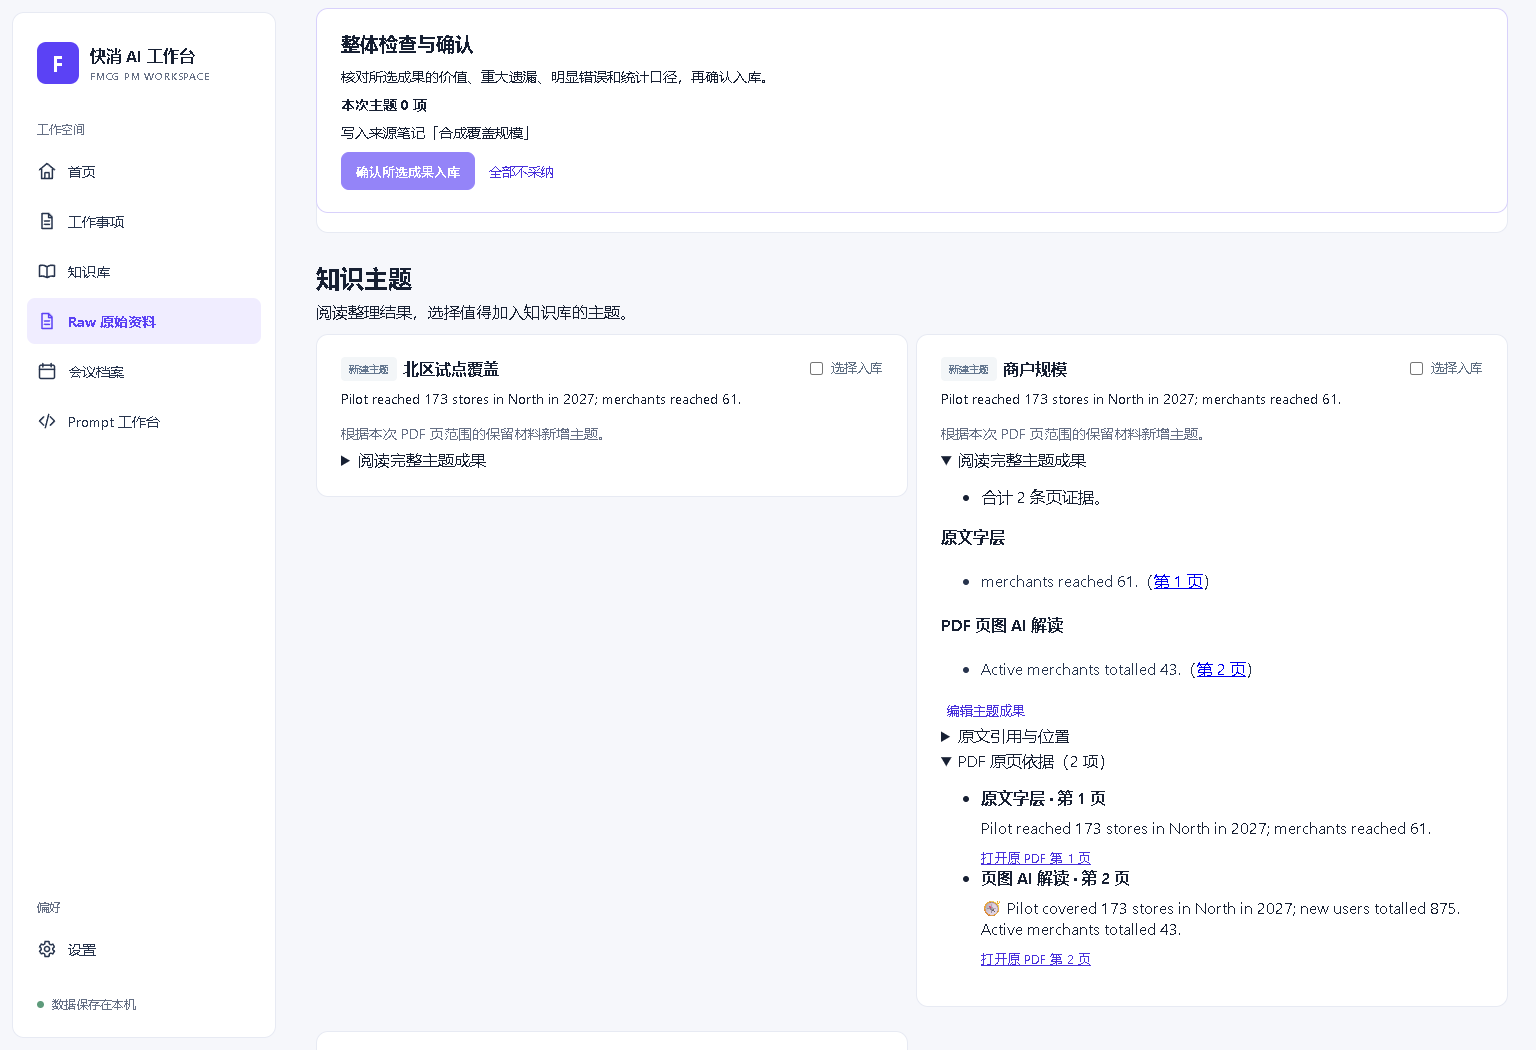 F
快消 AI 工作台
FMCG PM WORKSPACE
工作空间
首页
工作事项
知识库
Raw 原始资料
会议档案
Prompt 工作台
偏好
设置
数据保存在本机
整体检查与确认
核对所选成果的价值、重大遗漏、明显错误和统计口径，再确认入库。
本次主题 0 项
写入来源笔记「合成覆盖规模」
确认所选成果入库
全部不采纳
知识主题
阅读整理结果，选择值得加入知识库的主题。
新建主题 北区试点覆盖 选择入库
Pilot reached 173 stores in North in 2027; merchants reached 61.
根据本次 PDF 页范围的保留材料新增主题。
阅读完整主题成果
新建主题 商户规模 选择入库
Pilot reached 173 stores in North in 2027; merchants reached 61.
根据本次 PDF 页范围的保留材料新增主题。
阅读完整主题成果
合计 2 条页证据。
原文字层
merchants reached 61.（第 1 页）
PDF 页图 AI 解读
Active merchants totalled 43.（第 2 页）
编辑主题成果
原文引用与位置
PDF 原页依据（2 项）
原文字层 · 第 1 页
Pilot reached 173 stores in North in 2027; merchants reached 61.
打开原 PDF 第 1 页
页图 AI 解读 · 第 2 页
🧭 Pilot covered 173 stores in North in 2027; new users totalled 875.
Active merchants totalled 43.
打开原 PDF 第 2 页